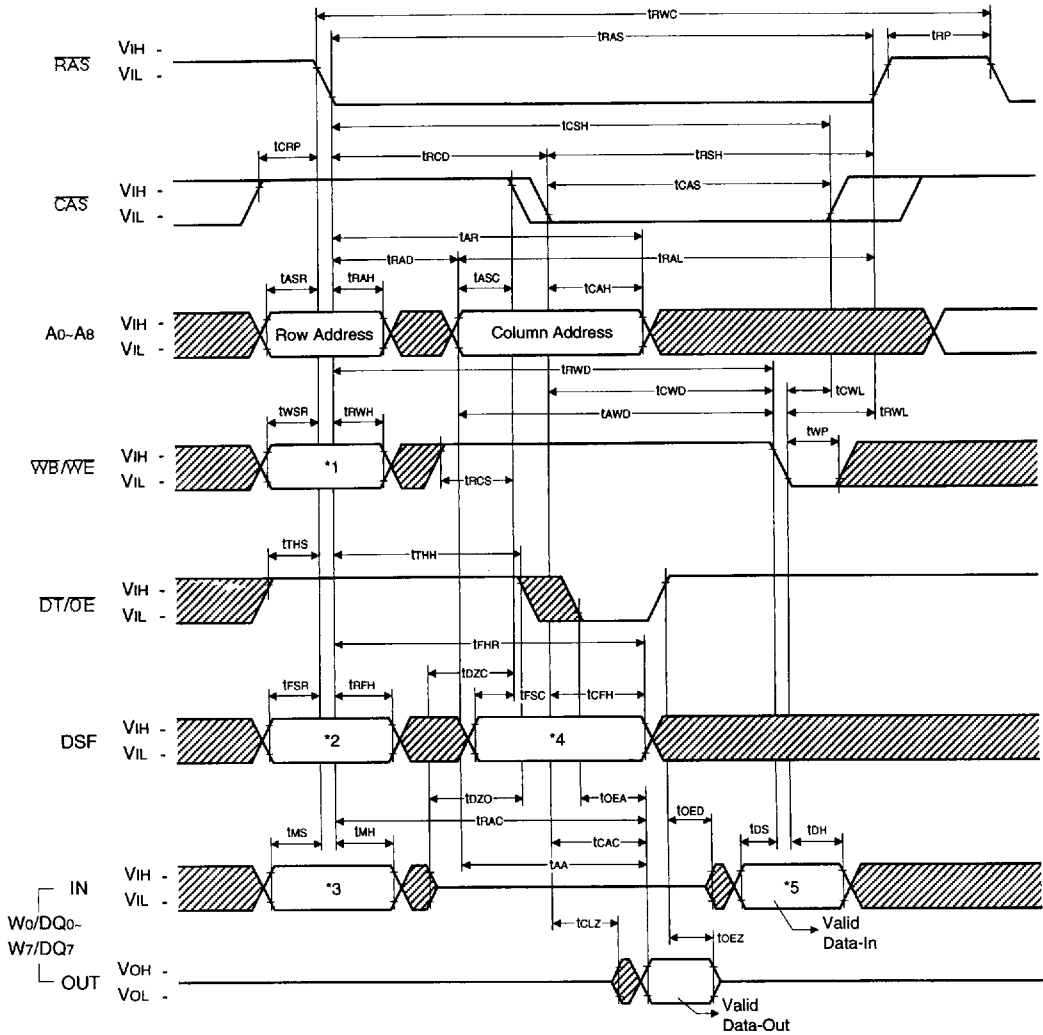 tRWC
tRAS
tRP
RAS
VIH -
VIL -
tCSH
tCRP
tRCD
tRSH
tCAS
CAS
VIH -
VIL -
tAR
tRAD
tRAL
tASR
tRAH
tASC
tCAH
A0~A8
VIH -
VIL -
Row Address
Column Address
tRWD
tCWD
tCWL
tAWD
tRWL
tWSR
tRWH
tWP
WB/WE
VIH -
VIL -
*1
tRCS
tTHS
tTHH
DT/OE
VIH -
VIL -
tFHR
tDZC
tFSR
tRFH
tFSC
tCFH
DSF
VIH -
VIL -
*2
*4
tDZO
tOEA
tRAC
tOED
tMS
tMH
tCAC
tDS
tDH
tAA
IN
VIH -
VIL -
*3
*5
W0/DQ0~
W7/DQ7
tCLZ
tOEZ
Valid
Data-In
OUT
VOH -
VOL -
Valid
Data-Out